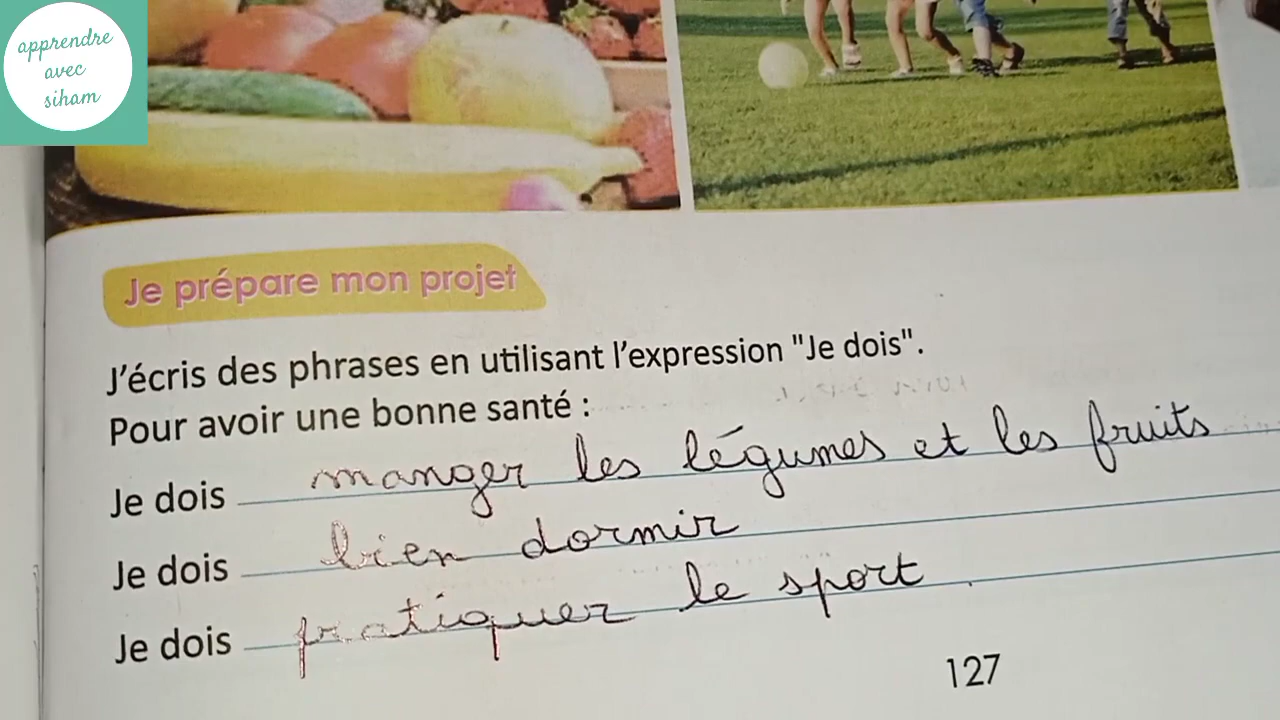 apprendre
avec
siham
Je prépare mon projet
J'écris des phrases en utilisant l'expression "Je dois".
Pour avoir une bonne santé :
Je dois manger les légumes et les fruits
Je dois bien dormir
Je dois pratiquer le sport .
127